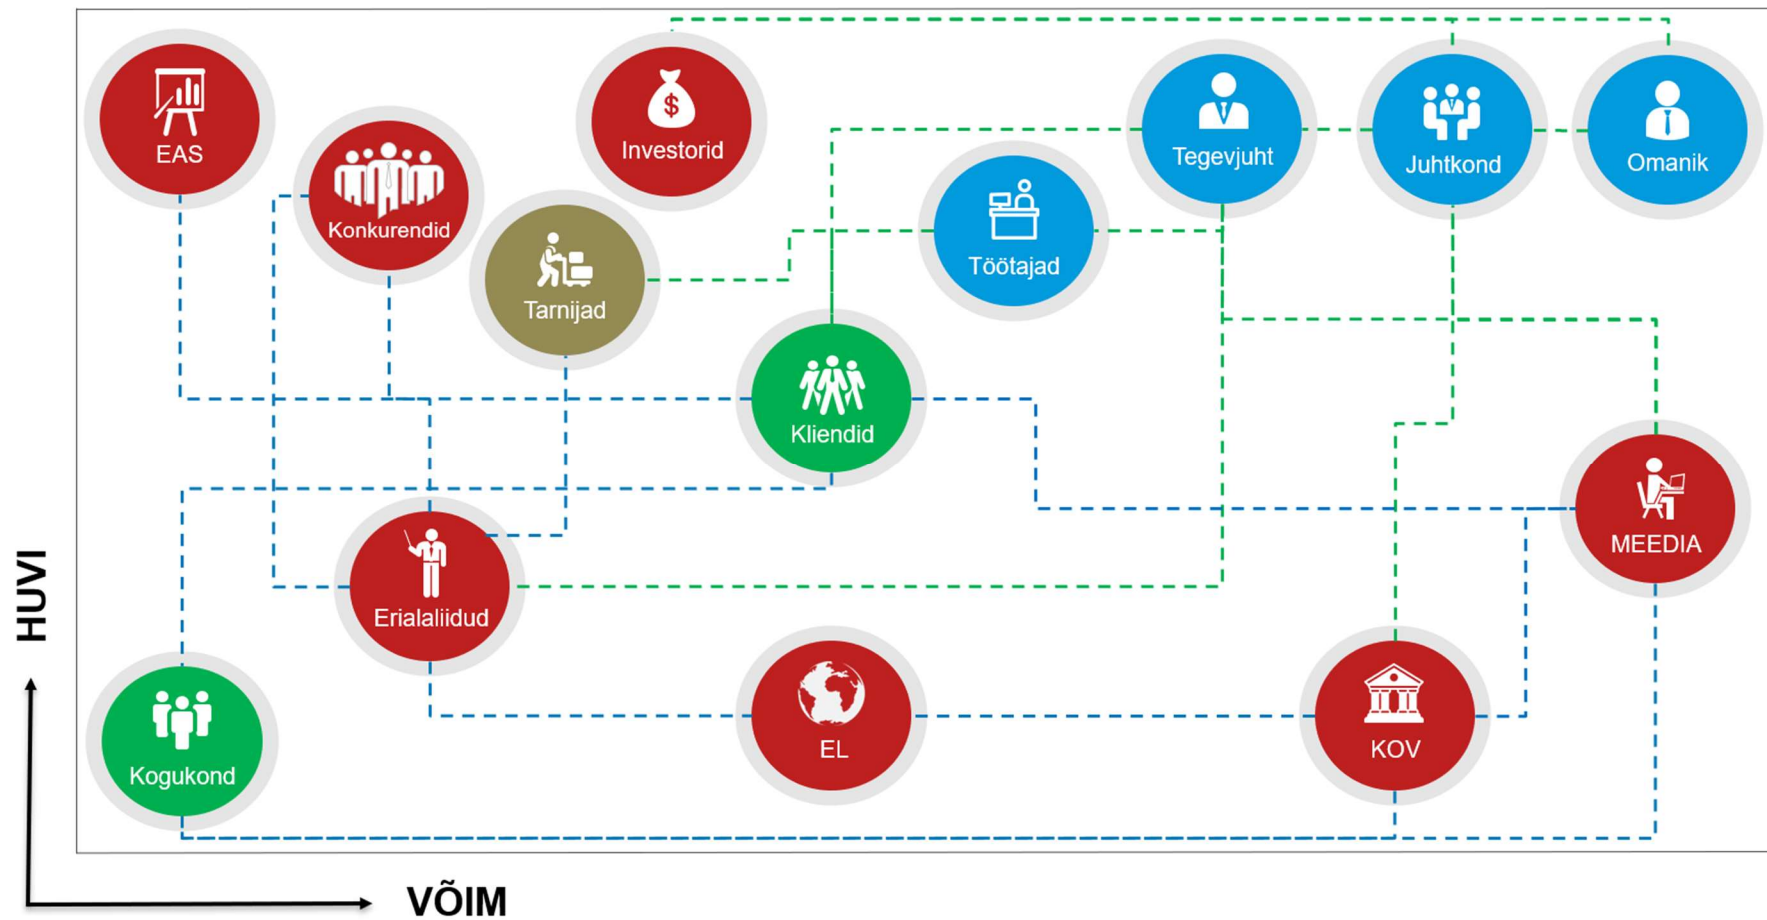 EAS
Konkurendid
Investorid
$
Tarnijad
Töötajad
Tegevjuht
Juhtkond
Omanik
Kliendid
MEEDIA
Erialaliidud
EL
KOV
Kogukond
HUVI
VÕIM